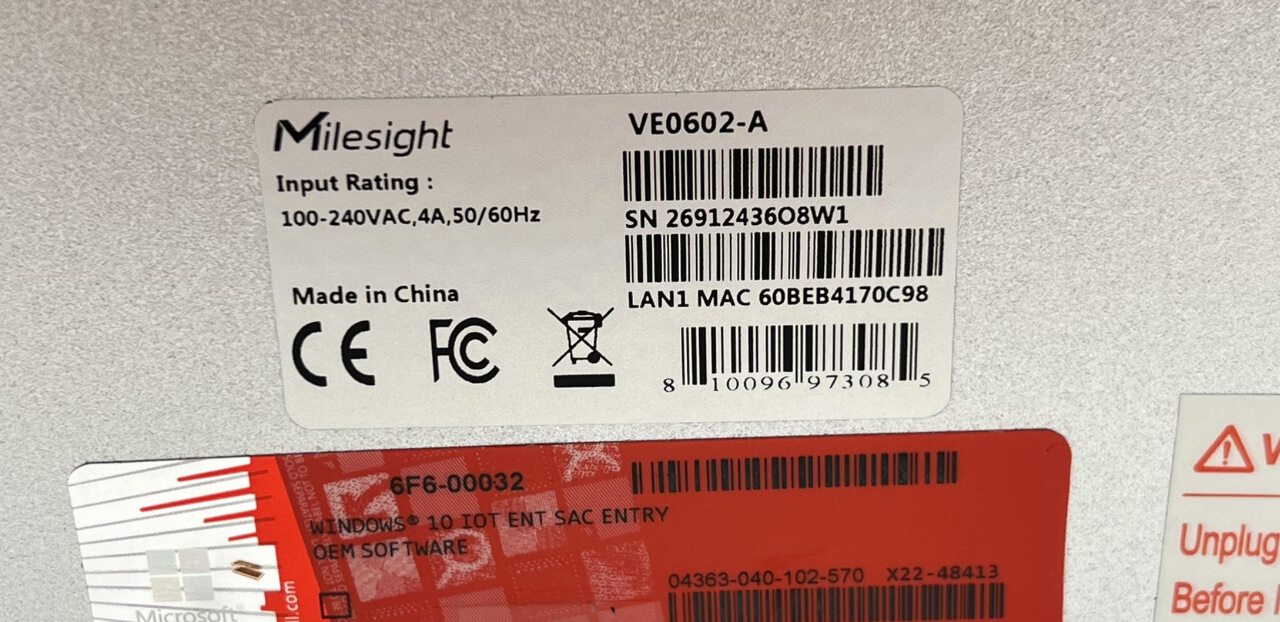 Milesight
Input Rating :
100-240VAC,4A,50/60Hz
Made in China
CE FC
VE0602-A
SN 26912436O8W1
LAN1 MAC 60BEB4170C98
8 10096 97308 5
6F6-00032
WINDOWS® 10 IOT ENT SAC ENTRY
OEM SOFTWARE
04363-040-102-570 X22-48413
Microsoft
.com
Unplug
Before